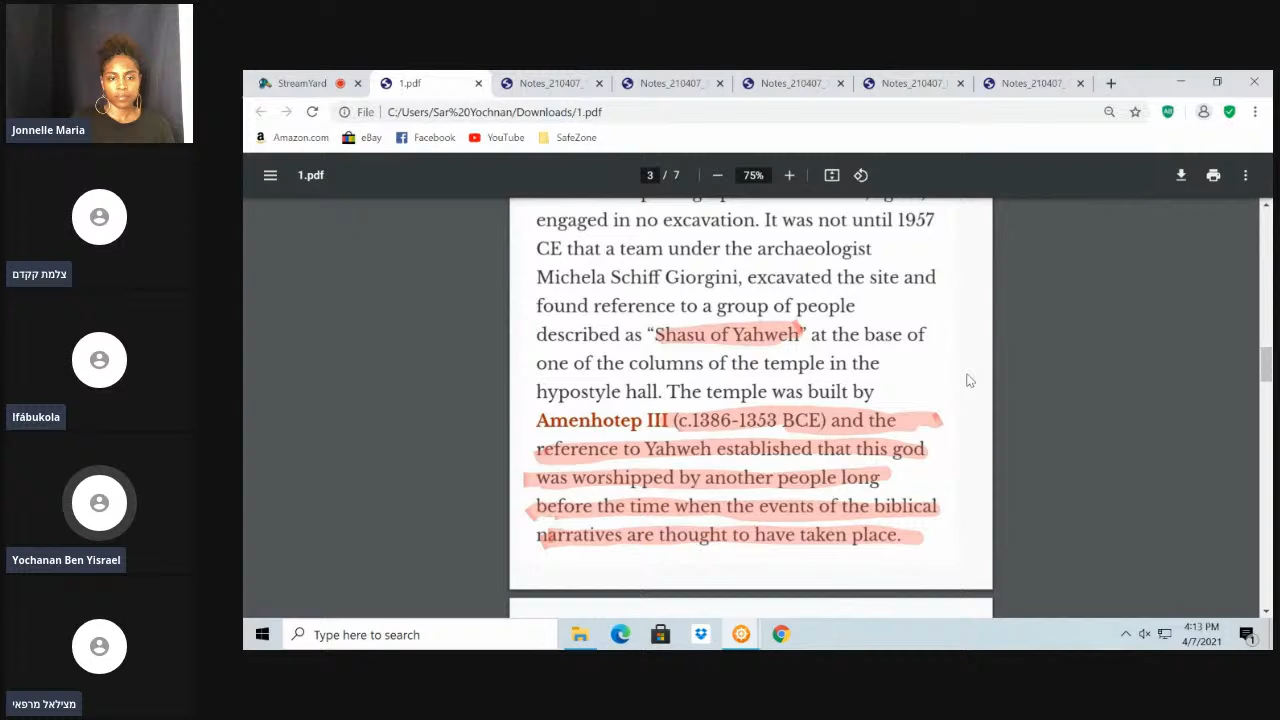 Jonnelle Maria
צלמת קקדם
Ifábukola
Yochanan Ben Yisrael
מצילאל מרפאי
StreamYard
1.pdf
Notes_210407_
Notes_210407_
Notes_210407_
Notes_210407_
Notes_210407_
File
C:/Users/Sar%20Yochnan/Downloads/1.pdf
Amazon.com
eBay
Facebook
YouTube
SafeZone
1.pdf
3 / 7
75%
engaged in no excavation. It was not until 1957
CE that a team under the archaeologist
Michela Schiff Giorgini, excavated the site and
found reference to a group of people
described as “Shasu of Yahweh” at the base of
one of the columns of the temple in the
hypostyle hall. The temple was built by
Amenhotep III (c.1386-1353 BCE) and the
reference to Yahweh established that this god
was worshipped by another people long
before the time when the events of the biblical
narratives are thought to have taken place.
Type here to search
4:13 PM
4/7/2021
1